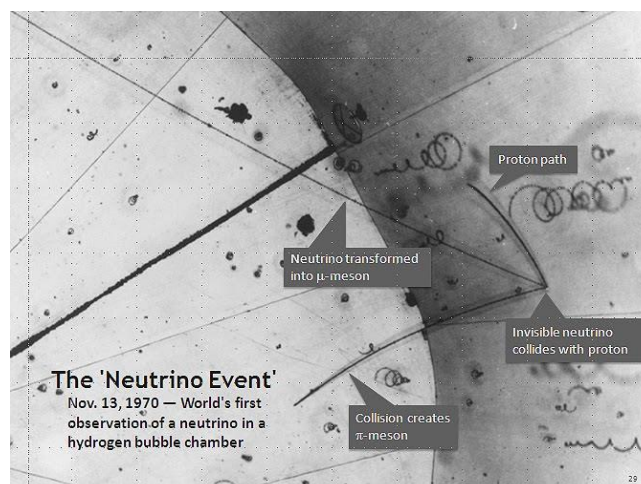 Proton path
Neutrino transformed
into μ-meson
Invisible neutrino
collides with proton
The 'Neutrino Event'
Nov. 13, 1970 — World's first
observation of a neutrino in a
hydrogen bubble chamber
Collision creates
π-meson
29